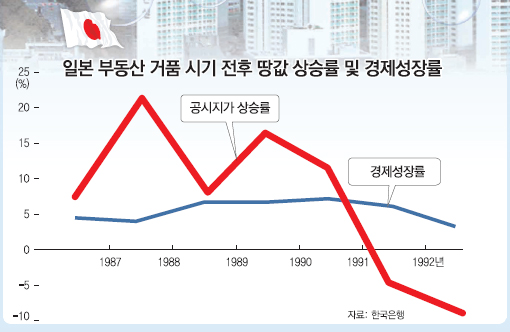 일본 부동산 거품 시기 전후 땅값 상승률 및 경제성장률
25
(%)
20
15
10
5
0
−5
−10
공시지가 상승률
경제성장률
1987 1988 1989 1990 1991 1992년
자료: 한국은행